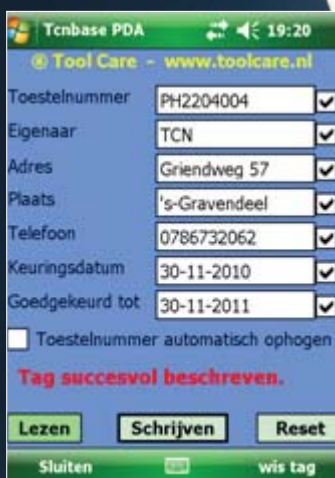 Tcnbase PDA 19:20
® Tool Care - www.toolcare.nl
Toestelnummer PH2204004
Eigenaar TCN
Adres Griendweg 57
Plaats 's-Gravendeel
Telefoon 0786732062
Keuringsdatum 30-11-2010
Goedgekeurd tot 30-11-2011
Toestelnummer automatisch ophogen
Tag succesvol beschreven.
Lezen Schrijven Reset
Sluiten wis tag